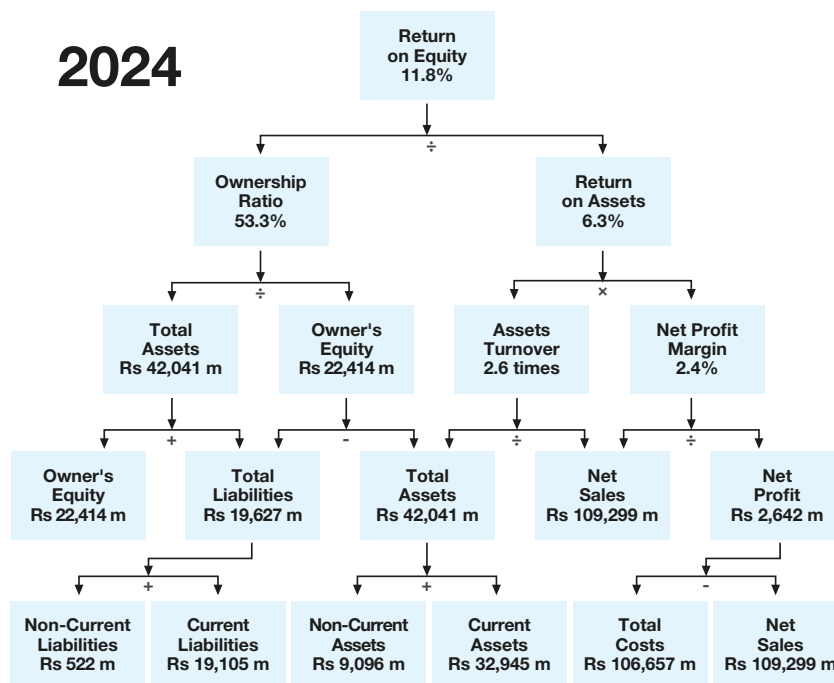 2024
Return
on Equity
11.8%
÷
Ownership
Ratio
53.3%
Return
on Assets
6.3%
÷
×
Total
Assets
Rs 42,041 m
Owner's
Equity
Rs 22,414 m
Assets
Turnover
2.6 times
Net Profit
Margin
2.4%
+
-
÷
÷
Owner's
Equity
Rs 22,414 m
Total
Liabilities
Rs 19,627 m
Total
Assets
Rs 42,041 m
Net
Sales
Rs 109,299 m
Net
Profit
Rs 2,642 m
+
+
-
Non-Current
Liabilities
Rs 522 m
Current
Liabilities
Rs 19,105 m
Non-Current
Assets
Rs 9,096 m
Current
Assets
Rs 32,945 m
Total
Costs
Rs 106,657 m
Net
Sales
Rs 109,299 m